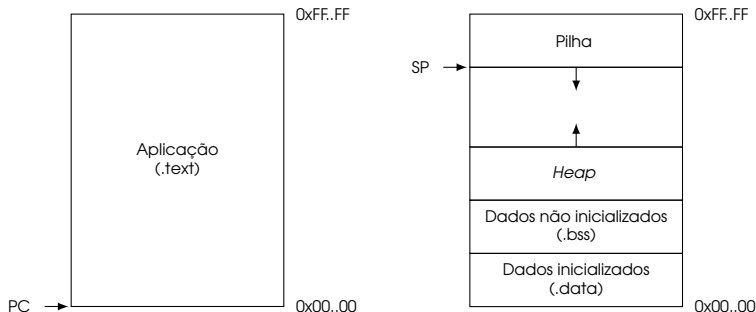 0xFF..FF
Aplicação
(.text)
PC
0x00..00
0xFF..FF
Pilha
SP
Heap
Dados não inicializados
(.bss)
Dados inicializados
(.data)
0x00..00